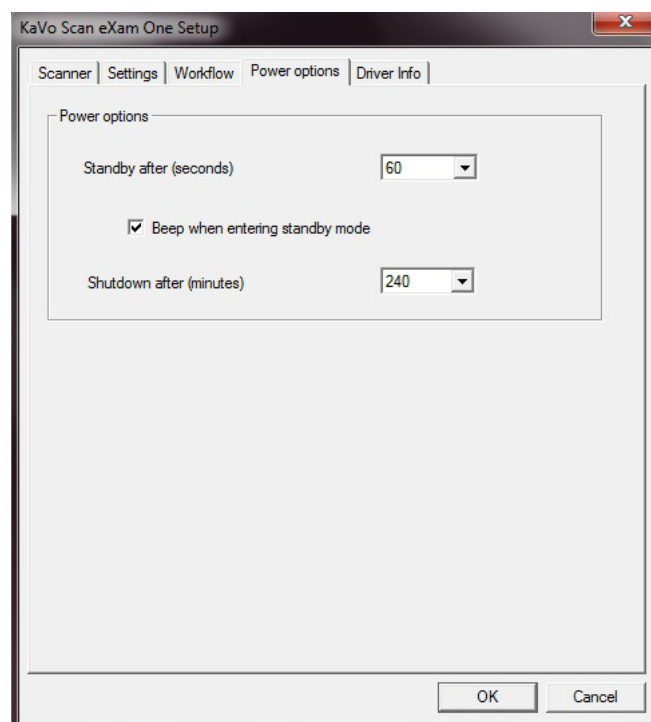 KaVo Scan eXam One Setup
Scanner Settings Workflow Power options Driver Info
Power options
Standby after (seconds) 60
Beep when entering standby mode
Shutdown after (minutes) 240
OK Cancel